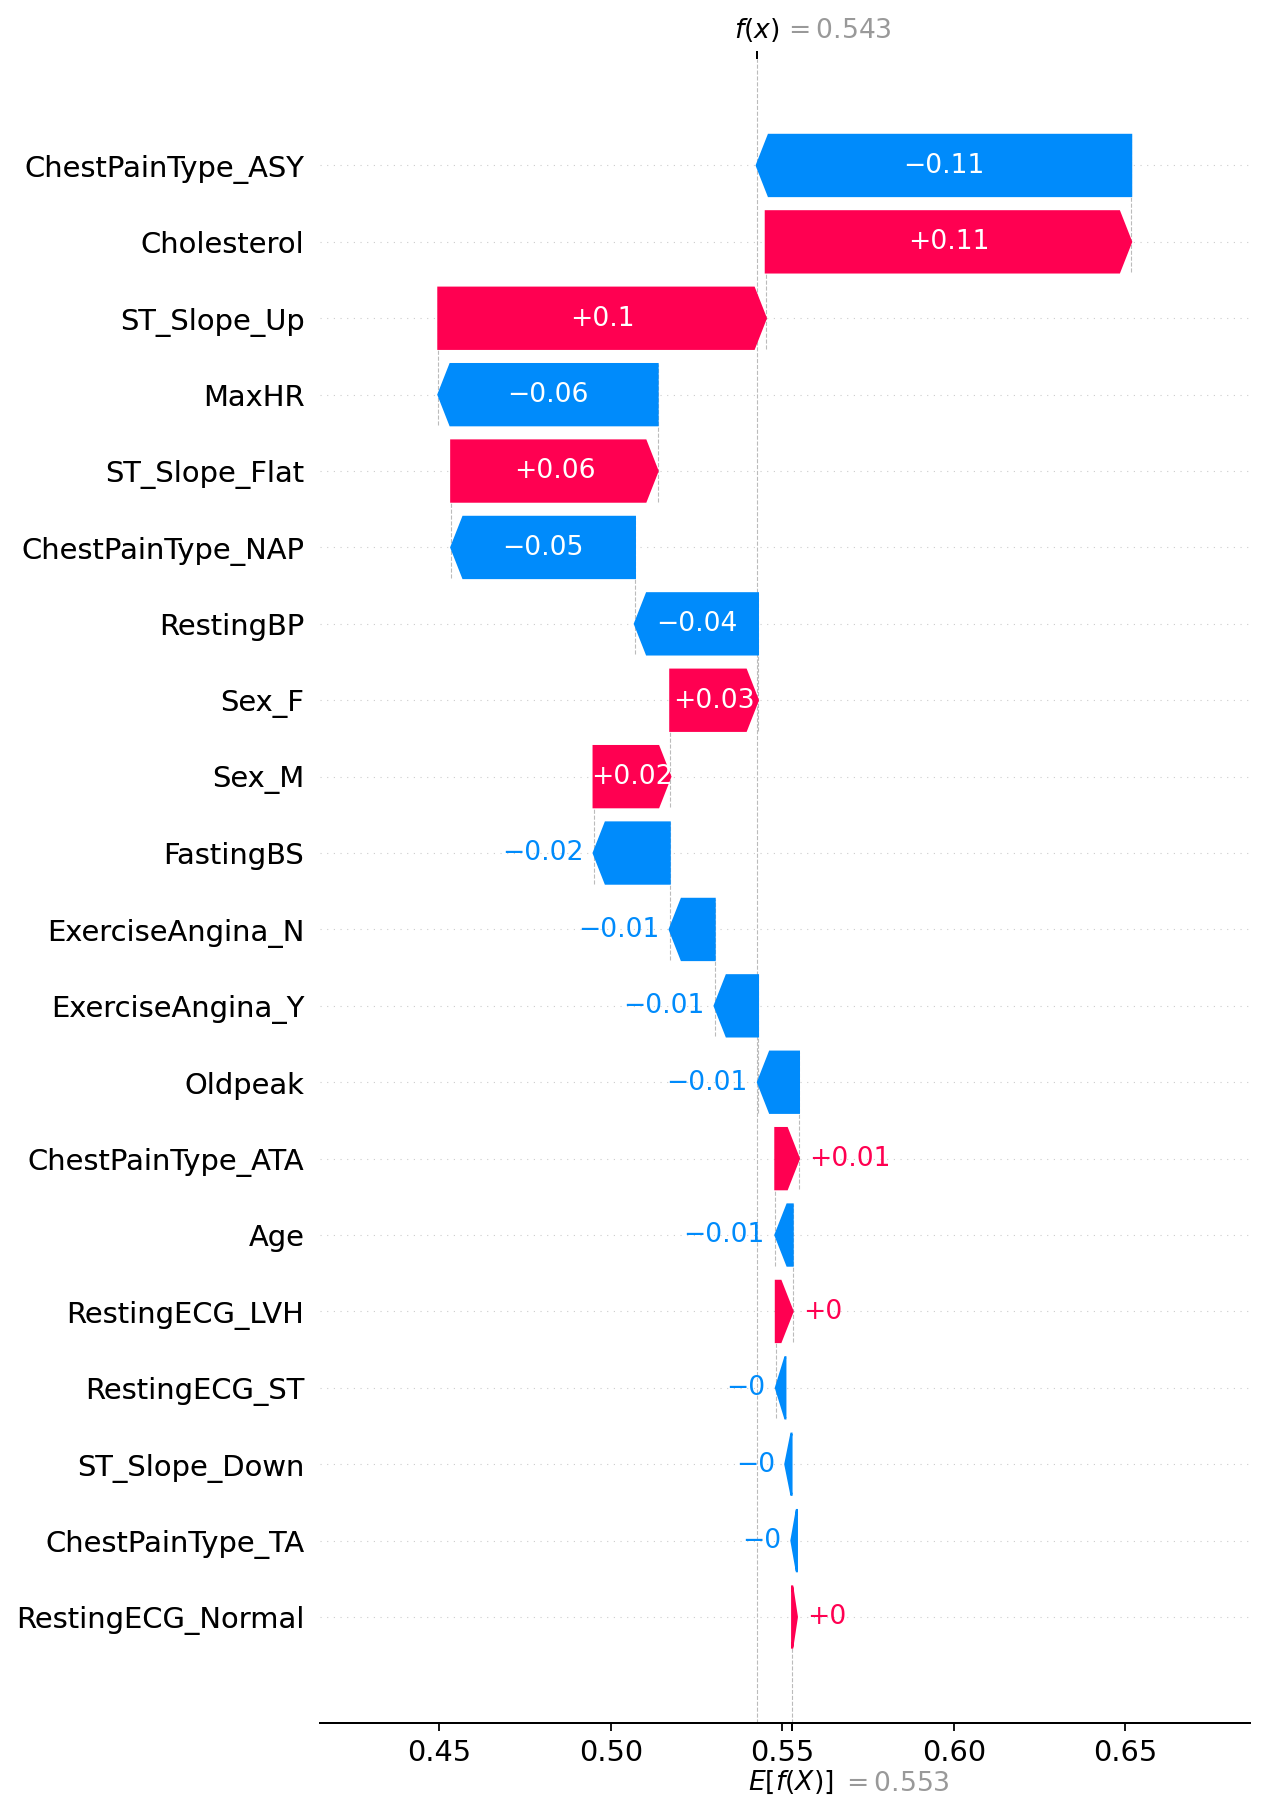 f(x) = 0.543
ChestPainType_ASY −0.11
Cholesterol +0.11
ST_Slope_Up +0.1
MaxHR −0.06
ST_Slope_Flat +0.06
ChestPainType_NAP −0.05
RestingBP −0.04
Sex_F +0.03
Sex_M +0.02
FastingBS −0.02
ExerciseAngina_N −0.01
ExerciseAngina_Y −0.01
Oldpeak −0.01
ChestPainType_ATA +0.01
Age −0.01
RestingECG_LVH +0
RestingECG_ST −0
ST_Slope_Down −0
ChestPainType_TA −0
RestingECG_Normal +0
0.45 0.50 0.55 0.60 0.65
E[f(X)] = 0.553